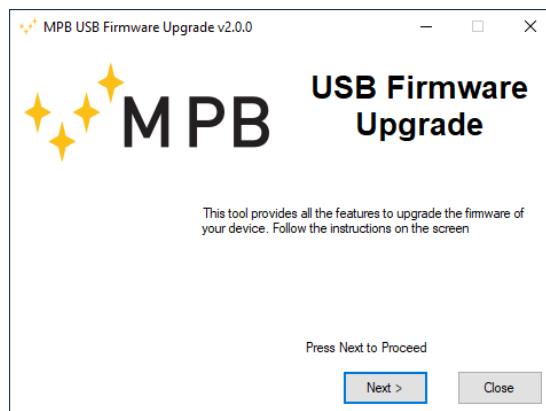 MPB USB Firmware Upgrade v2.0.0
MPB
USB Firmware
Upgrade
This tool provides all the features to upgrade the firmware of
your device. Follow the instructions on the screen
Press Next to Proceed
Next >
Close